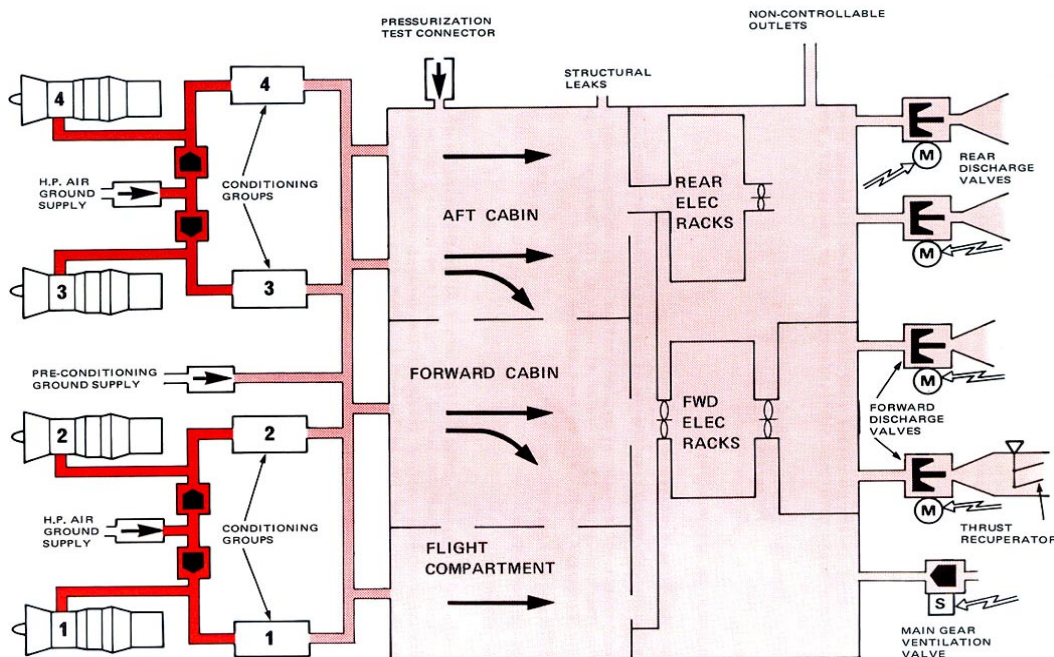 PRESSURIZATION
TEST CONNECTOR
NON-CONTROLLABLE
OUTLETS
STRUCTURAL
LEAKS
4
4
H.P. AIR
GROUND
SUPPLY
CONDITIONING
GROUPS
3
3
AFT CABIN
REAR
ELEC
RACKS
M
REAR
DISCHARGE
VALVES
M
PRE-CONDITIONING
GROUND SUPPLY
FORWARD CABIN
FWD
ELEC
RACKS
M
FORWARD
DISCHARGE
VALVES
2
2
H.P. AIR
GROUND
SUPPLY
CONDITIONING
GROUPS
1
1
FLIGHT
COMPARTMENT
M
THRUST
RECUPERATOR
S
MAIN GEAR
VENTILATION
VALVE